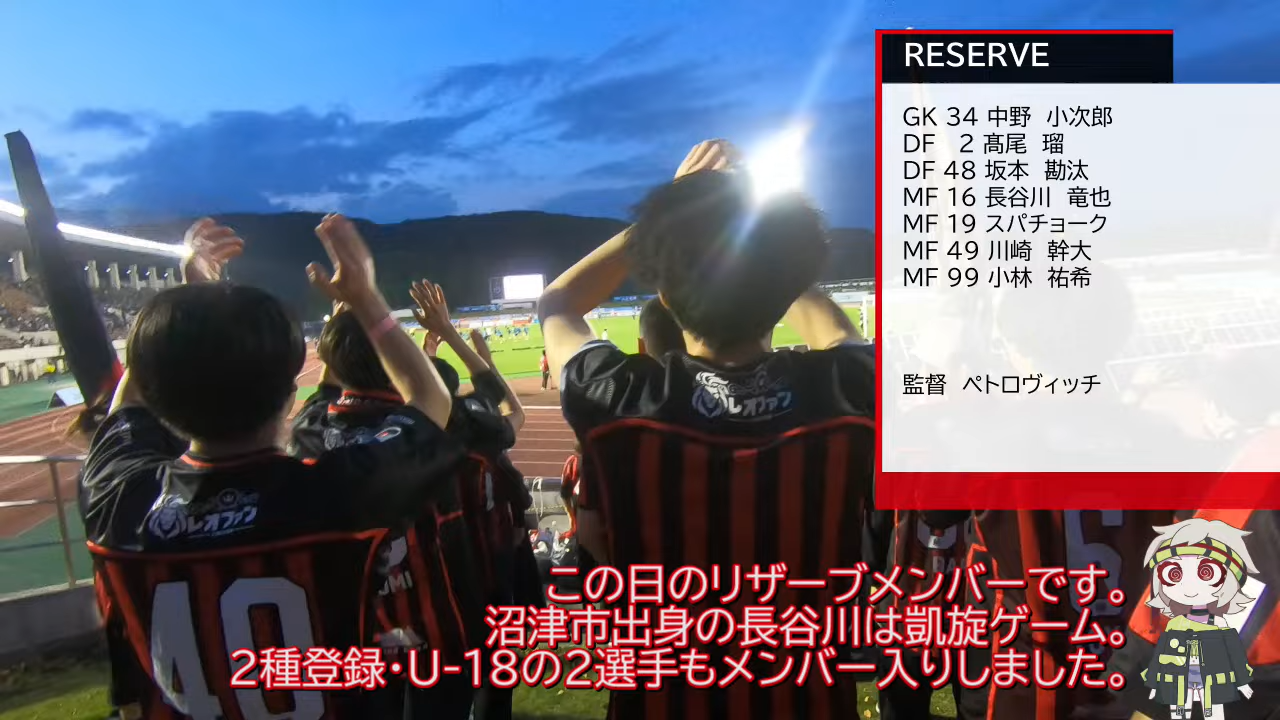 RESERVE
GK 34 中野 小次郎
DF 2 髙尾 瑠
DF 48 坂本 勘汰
MF 16 長谷川 竜也
MF 19 スパチョーク
MF 49 川崎 幹大
MF 99 小林 祐希
監督 ペトロヴィッチ
レオファン
レオファン
49
この日のリザーブメンバーです。
沼津市出身の長谷川は凱旋ゲーム。
2種登録・U-18の2選手もメンバー入りしました。